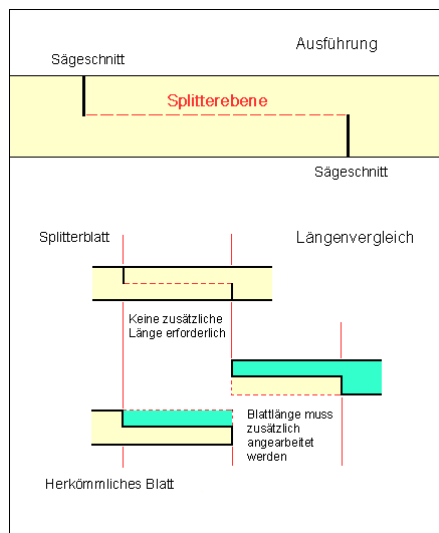 Ausführung
Sägeschnitt
Splitterebene
Sägeschnitt
Splitterblatt
Längenvergleich
Keine zusätzliche
Länge erforderlich
Blattlänge muss
zusätzlich
angearbeitet
werden
Herkömmliches Blatt